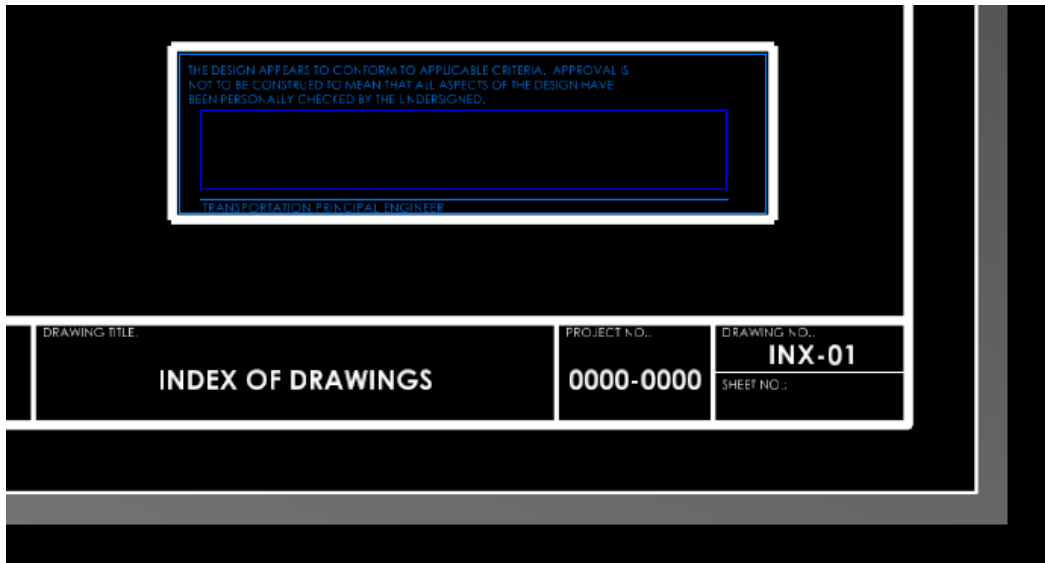 THE DESIGN APPEARS TO CONFORM TO APPLICABLE CRITERIA. APPROVAL IS
NOT TO BE CONSTRUED TO MEAN THAT ALL ASPECTS OF THE DESIGN HAVE
BEEN PERSONALLY CHECKED BY THE UNDERSIGNED.
TRANSPORTATION PRINCIPAL ENGINEER
DRAWING TITLE:
INDEX OF DRAWINGS
PROJECT NO.:
0000-0000
DRAWING NO.:
INX-01
SHEET NO.: